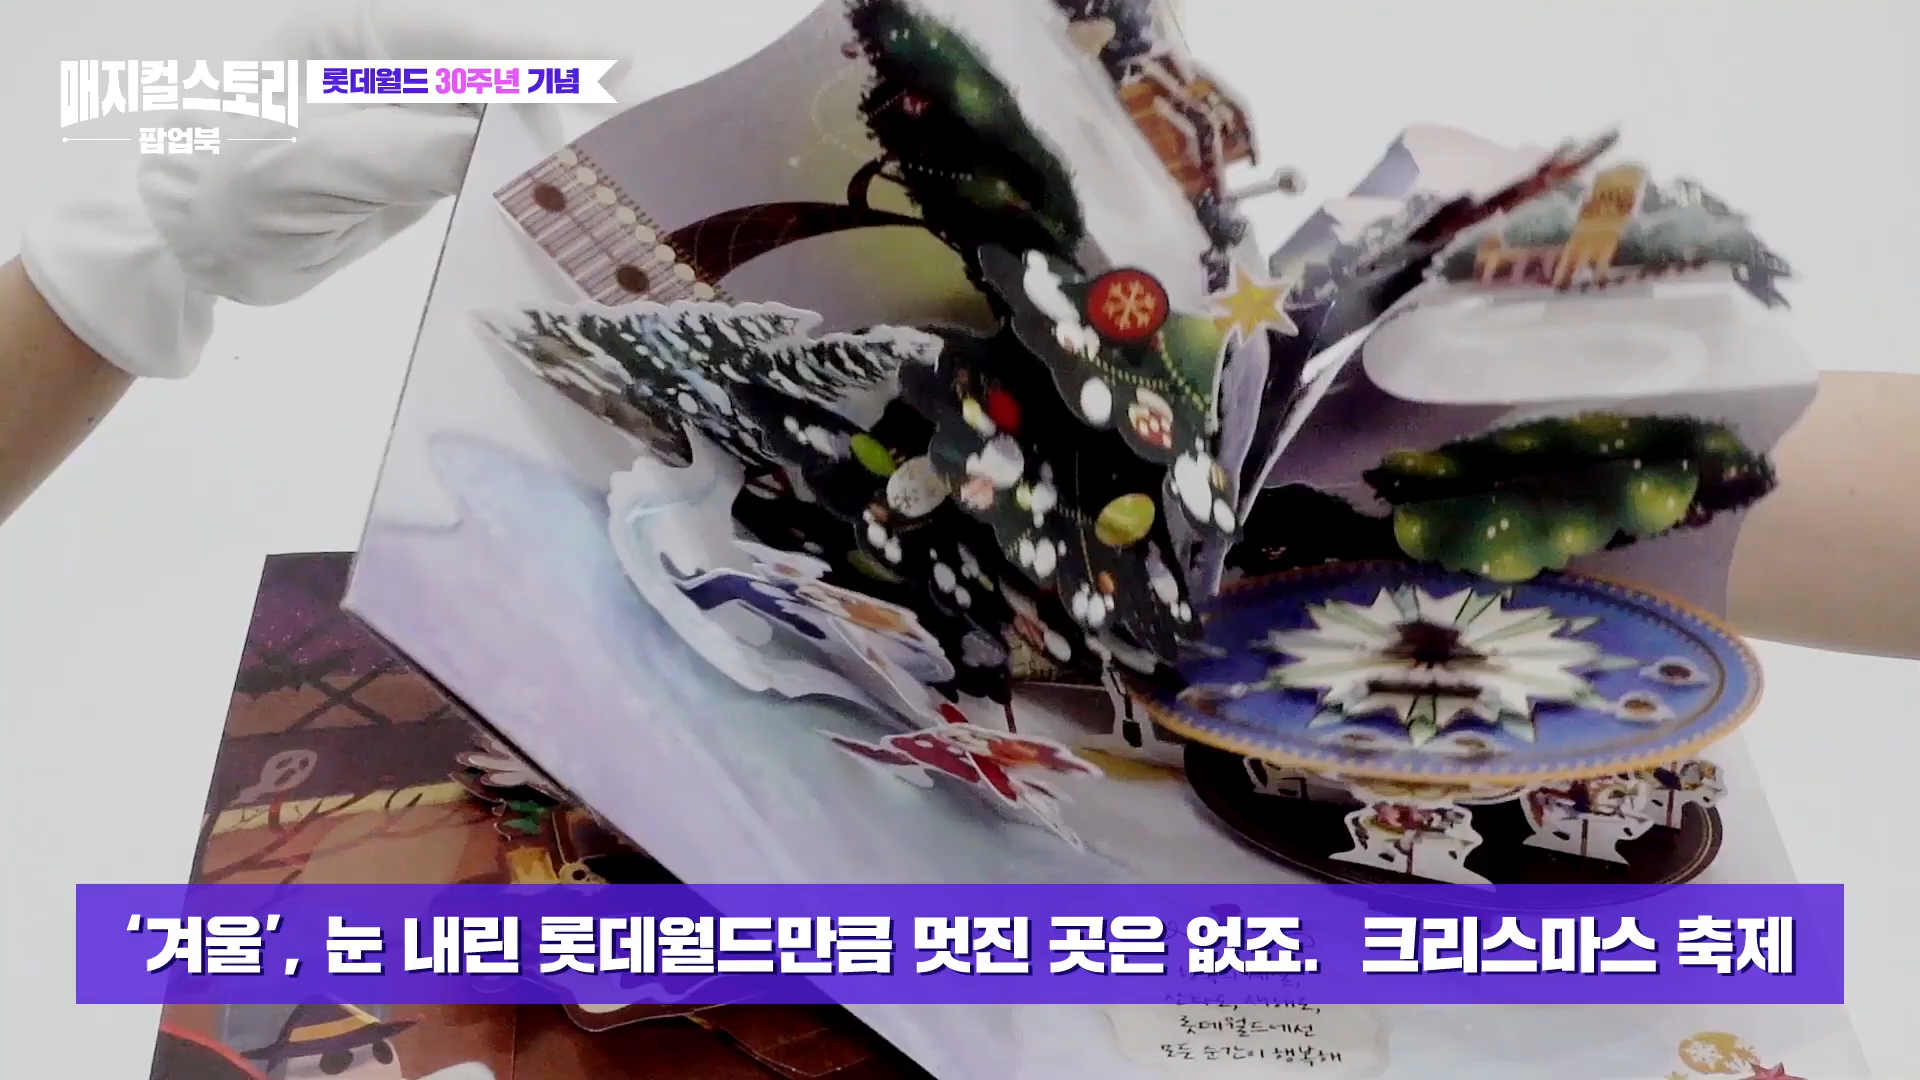 매지컬스토리
팝업북
롯데월드 30주년 기념
‘겨울’, 눈 내린 롯데월드만큼 멋진 곳은 없죠. 크리스마스 축제
롯데월드에선
모든 순간이 행복해